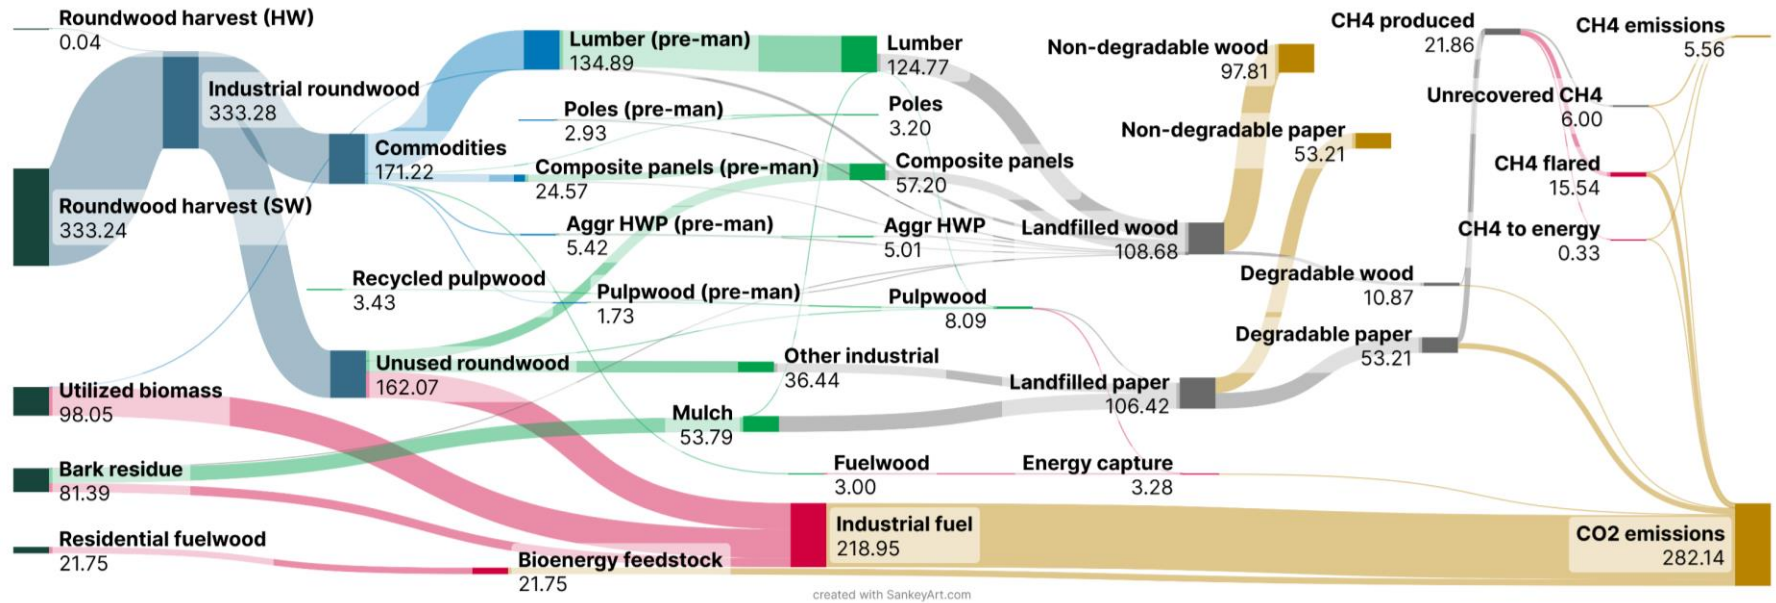 Roundwood harvest (HW)
0.04
Roundwood harvest (SW)
333.24
Industrial roundwood
333.28
Commodities
171.22
Lumber (pre-man)
134.89
Lumber
124.77
Poles (pre-man)
2.93
Poles
3.20
Composite panels (pre-man)
24.57
Composite panels
57.20
Aggr HWP (pre-man)
5.42
Aggr HWP
5.01
Recycled pulpwood
3.43
Pulpwood (pre-man)
1.73
Pulpwood
8.09
Unused roundwood
162.07
Other industrial
36.44
Utilized biomass
98.05
Mulch
53.79
Bark residue
81.39
Fuelwood
3.00
Energy capture
3.28
Residential fuelwood
21.75
Bioenergy feedstock
21.75
Industrial fuel
218.95
Landfilled wood
108.68
Landfilled paper
106.42
Non-degradable wood
97.81
Non-degradable paper
53.21
Degradable wood
10.87
Degradable paper
53.21
CH4 produced
21.86
CH4 emissions
5.56
Unrecovered CH4
6.00
CH4 flared
15.54
CH4 to energy
0.33
CO2 emissions
282.14
created with SankeyArt.com